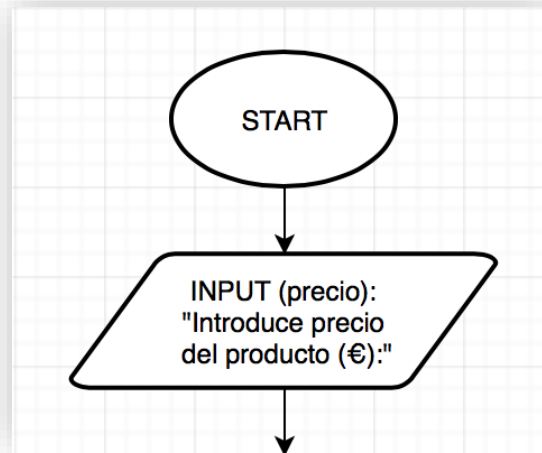 START
INPUT (precio):
"Introduce precio
del producto (€):"